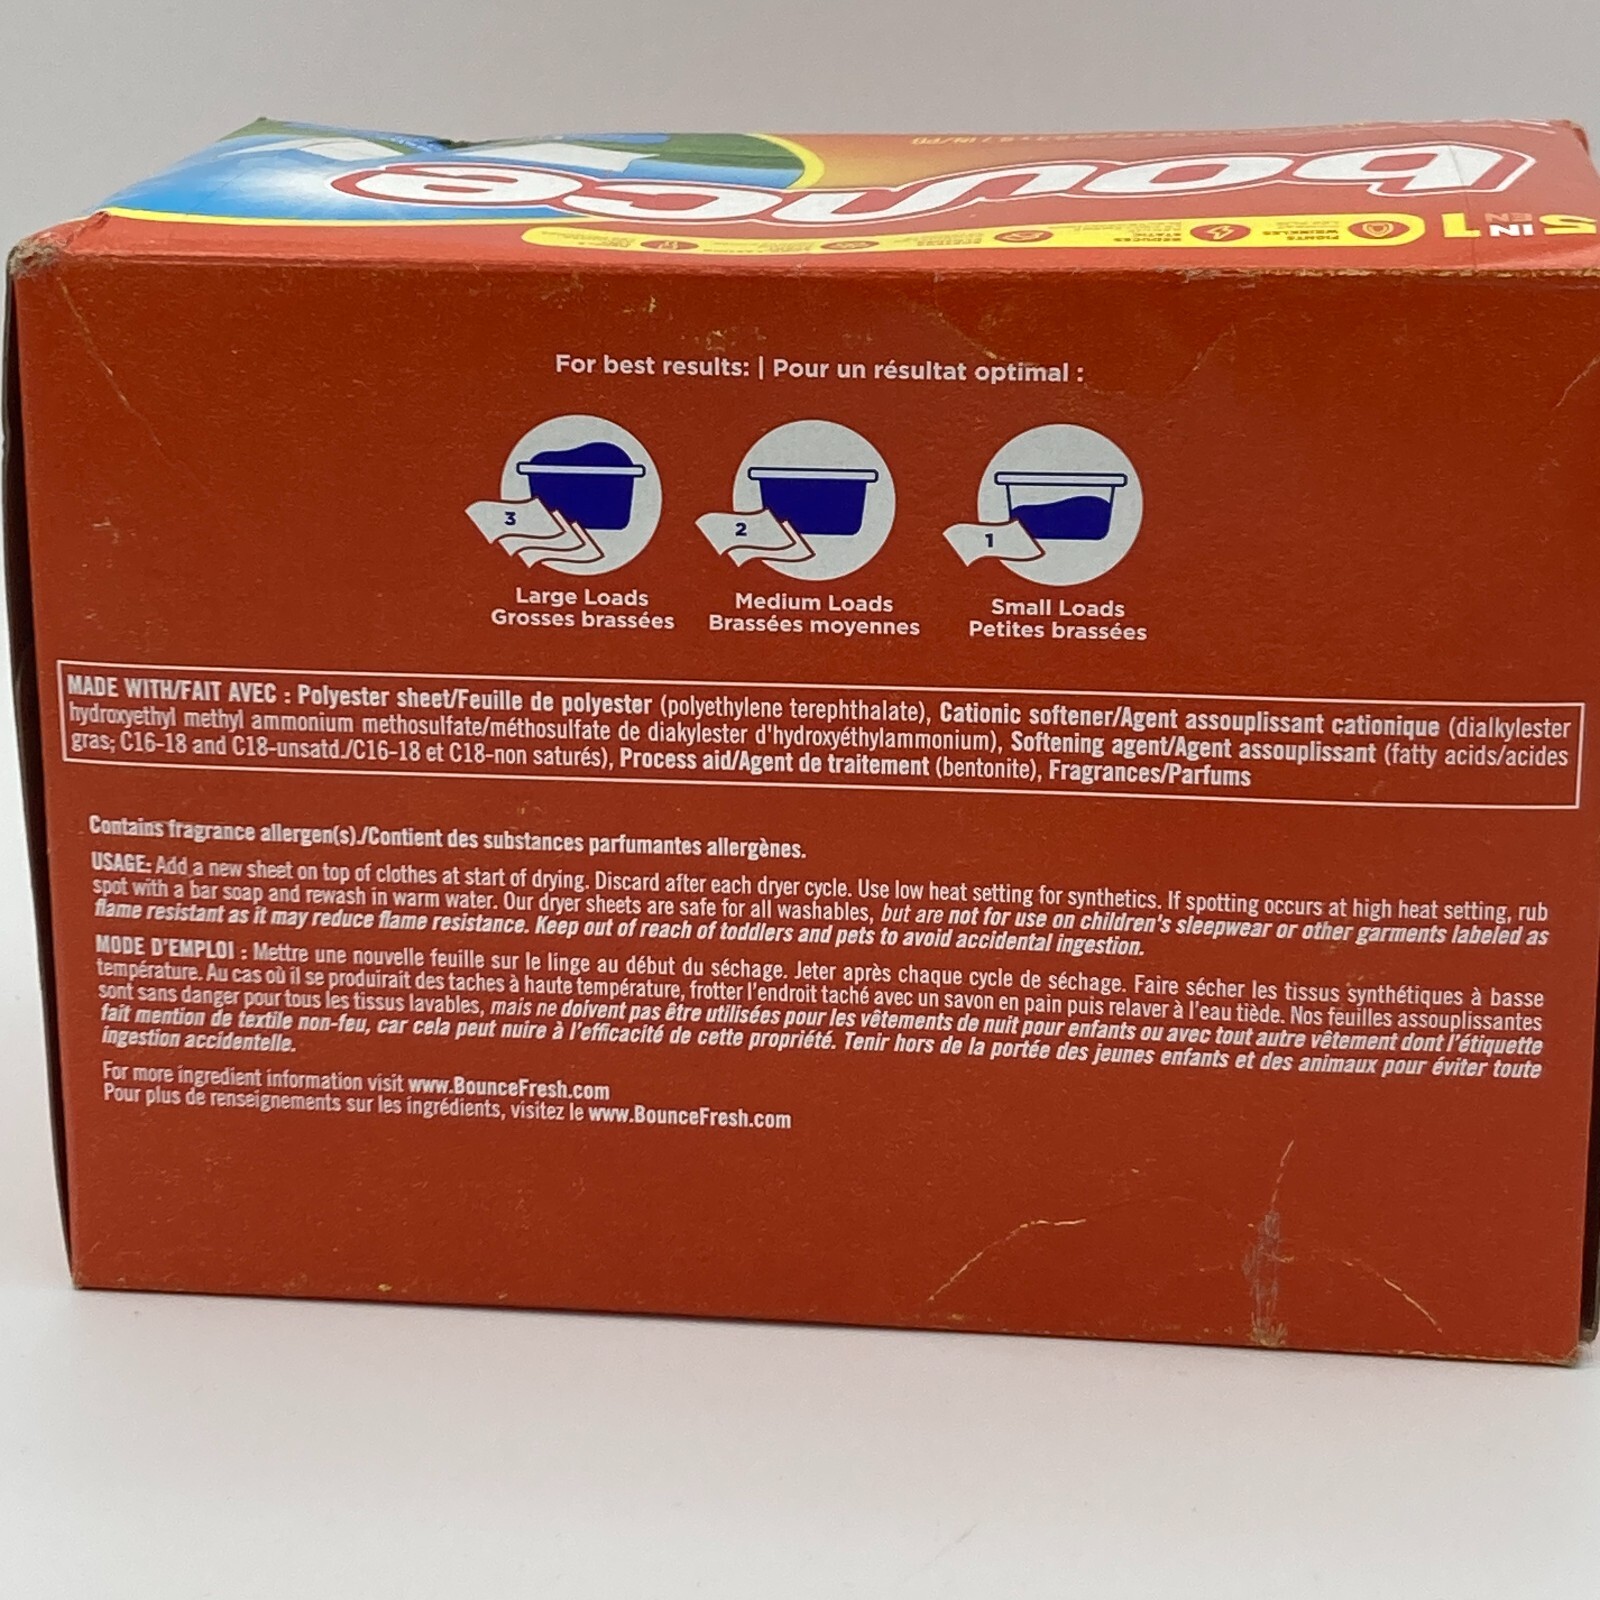 bounce
5 IN 1
EN
FIGHTS WRINKLES
REDUCES STATIC
For best results: | Pour un résultat optimal :
3
2
1
Large Loads
Grosses brassées
Medium Loads
Brassées moyennes
Small Loads
Petites brassées
MADE WITH/FAIT AVEC : Polyester sheet/Feuille de polyester (polyethylene terephthalate), Cationic softener/Agent assouplissant cationique (dialkylester
hydroxyethyl methyl ammonium methosulfate/méthosulfate de diakylester d'hydroxyéthylammonium), Softening agent/Agent assouplissant (fatty acids/acides
gras; C16-18 and C18-unsatd./C16-18 et C18-non saturés), Process aid/Agent de traitement (bentonite), Fragrances/Parfums
Contains fragrance allergen(s)./Contient des substances parfumantes allergènes.
USAGE: Add a new sheet on top of clothes at start of drying. Discard after each dryer cycle. Use low heat setting for synthetics. If spotting occurs at high heat setting, rub
spot with a bar soap and rewash in warm water. Our dryer sheets are safe for all washables, but are not for use on children's sleepwear or other garments labeled as
flame resistant as it may reduce flame resistance. Keep out of reach of toddlers and pets to avoid accidental ingestion.
MODE D'EMPLOI : Mettre une nouvelle feuille sur le linge au début du séchage. Jeter après chaque cycle de séchage. Faire sécher les tissus synthétiques à basse
température. Au cas où il se produirait des taches à haute température, frotter l'endroit taché avec un savon en pain puis relaver à l'eau tiède. Nos feuilles assouplissantes
sont sans danger pour tous les tissus lavables, mais ne doivent pas être utilisées pour les vêtements de nuit pour enfants ou avec tout autre vêtement dont l'étiquette
fait mention de textile non-feu, car cela peut nuire à l'efficacité de cette propriété. Tenir hors de la portée des jeunes enfants et des animaux pour éviter toute
ingestion accidentelle.
For more ingredient information visit www.BounceFresh.com
Pour plus de renseignements sur les ingrédients, visitez le www.BounceFresh.com